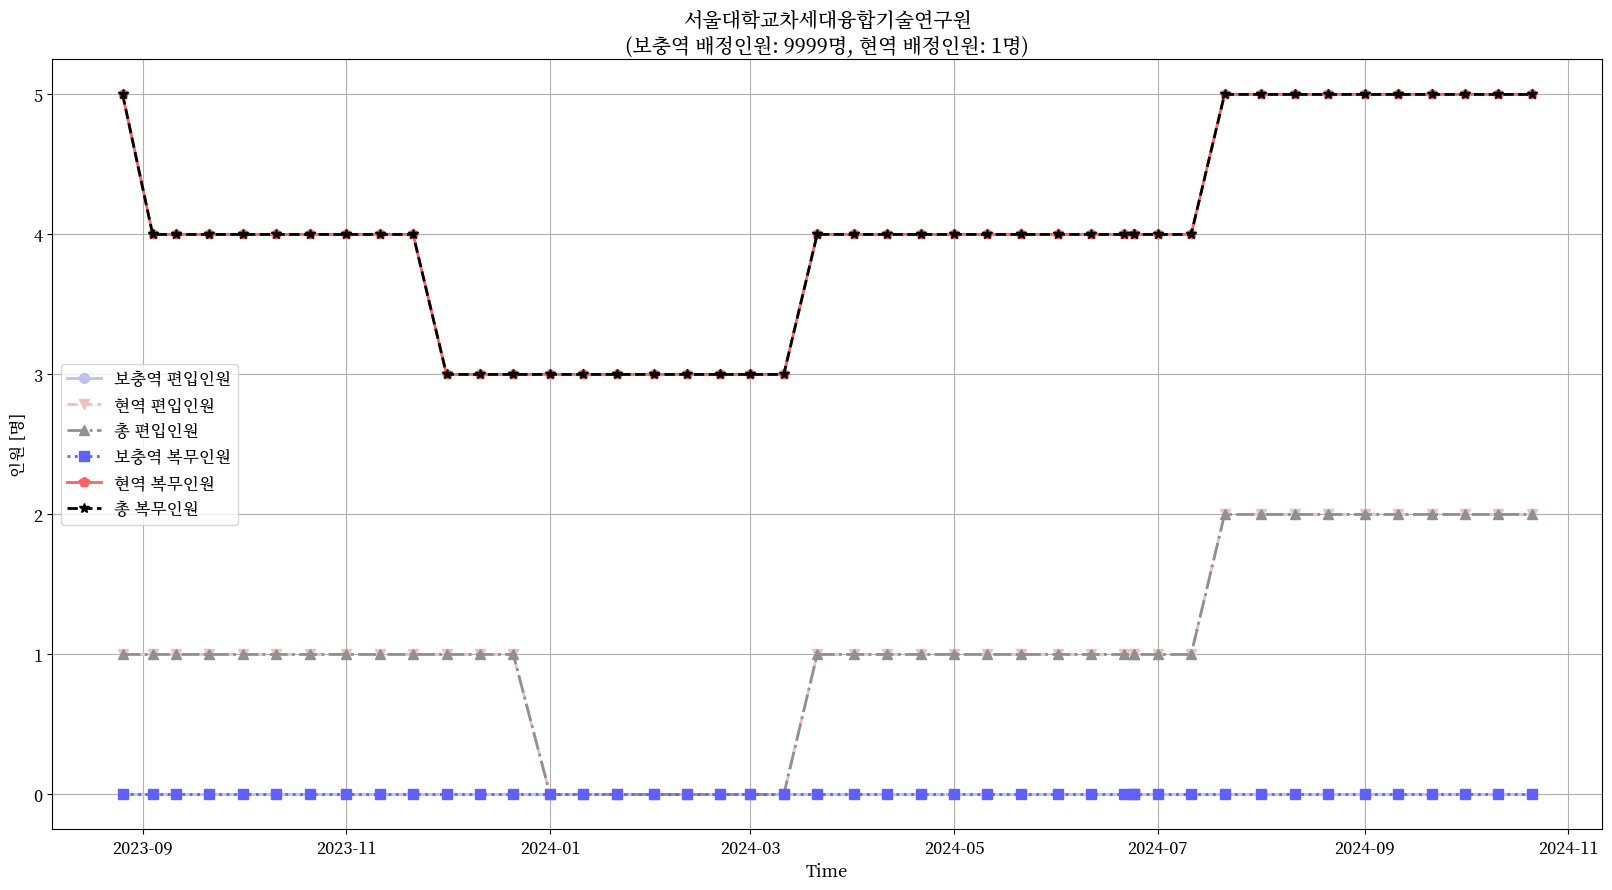 서울대학교차세대융합기술연구원
(보충역 배정인원: 9999명, 현역 배정인원: 1명)
인원 [명]
5
4
3
2
1
0
보충역 편입인원
현역 편입인원
총 편입인원
보충역 복무인원
현역 복무인원
총 복무인원
2023-09
2023-11
2024-01
2024-03
2024-05
2024-07
2024-09
2024-11
Time